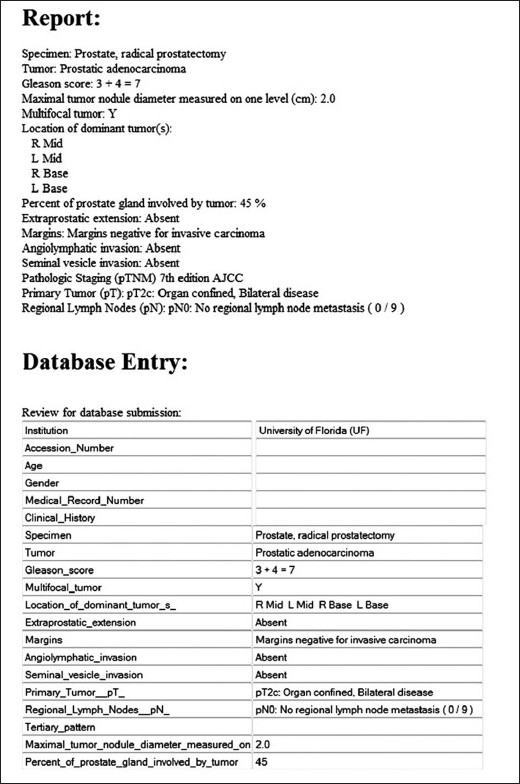 Report:
Specimen: Prostate, radical prostatectomy
Tumor: Prostatic adenocarcinoma
Gleason score: 3 + 4 = 7
Maximal tumor nodule diameter measured on one level (cm): 2.0
Multifocal tumor: Y
Location of dominant tumor(s):
R Mid
L Mid
R Base
L Base
Percent of prostate gland involved by tumor: 45 %
Extraprostatic extension: Absent
Margins: Margins negative for invasive carcinoma
Angiolymphatic invasion: Absent
Seminal vesicle invasion: Absent
Pathologic Staging (pTNM) 7th edition AJCC
Primary Tumor (pT): pT2c: Organ confined, Bilateral disease
Regional Lymph Nodes (pN): pN0: No regional lymph node metastasis ( 0 / 9 )
Database Entry:
Review for database submission:
Institution University of Florida (UF)
Accession_Number
Age
Gender
Medical_Record_Number
Clinical_History
Specimen Prostate, radical prostatectomy
Tumor Prostatic adenocarcinoma
Gleason_score 3 + 4 = 7
Multifocal_tumor Y
Location_of_dominant_tumor_s_ R Mid L Mid R Base L Base
Extraprostatic_extension Absent
Margins Margins negative for invasive carcinoma
Angiolymphatic_invasion Absent
Seminal_vesicle_invasion Absent
Primary_Tumor__pT_ pT2c: Organ confined, Bilateral disease
Regional_Lymph_Nodes__pN_ pN0: No regional lymph node metastasis ( 0 / 9 )
Tertiary_pattern
Maximal_tumor_nodule_diameter_measured_on 2.0
Percent_of_prostate_gland_involved_by_tumor 45